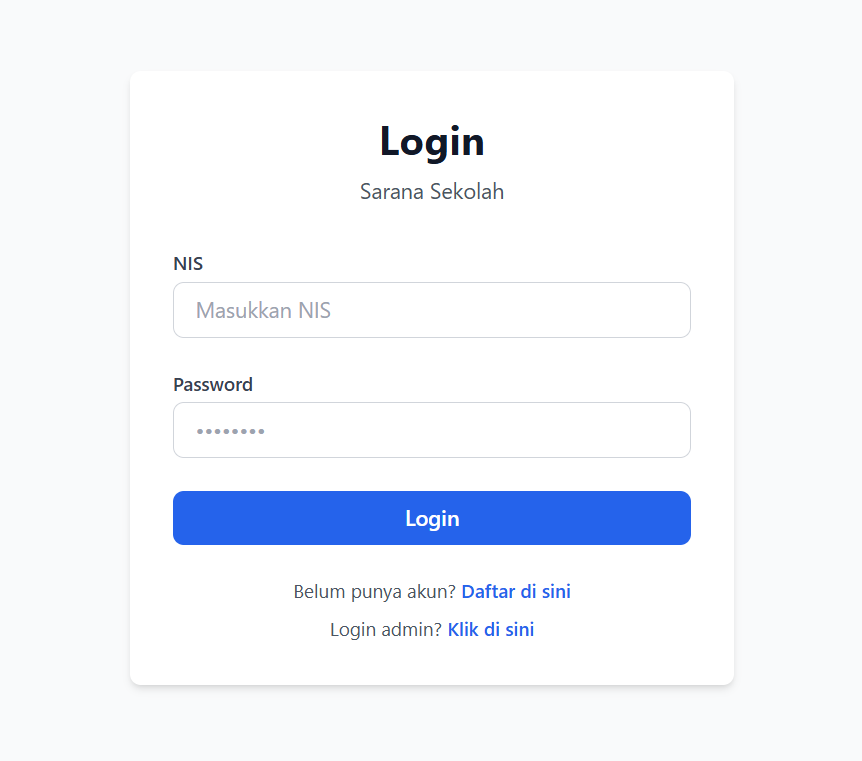 Login
Sarana Sekolah
NIS
Masukkan NIS
Password
••••••••
Login
Belum punya akun? Daftar di sini
Login admin? Klik di sini